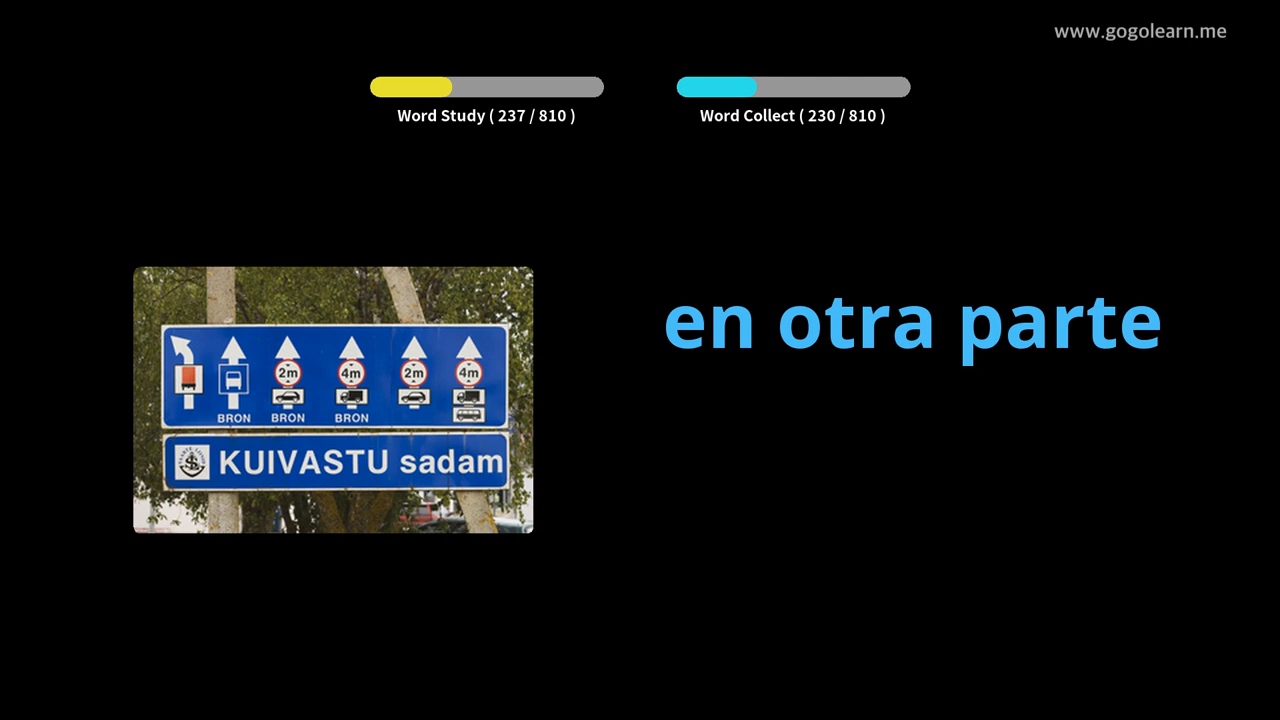 www.gogolearn.me
Word Study ( 237 / 810 )
Word Collect ( 230 / 810 )
en otra parte
2m 4m 2m 4m
BRON BRON BRON
KUIVASTU sadam